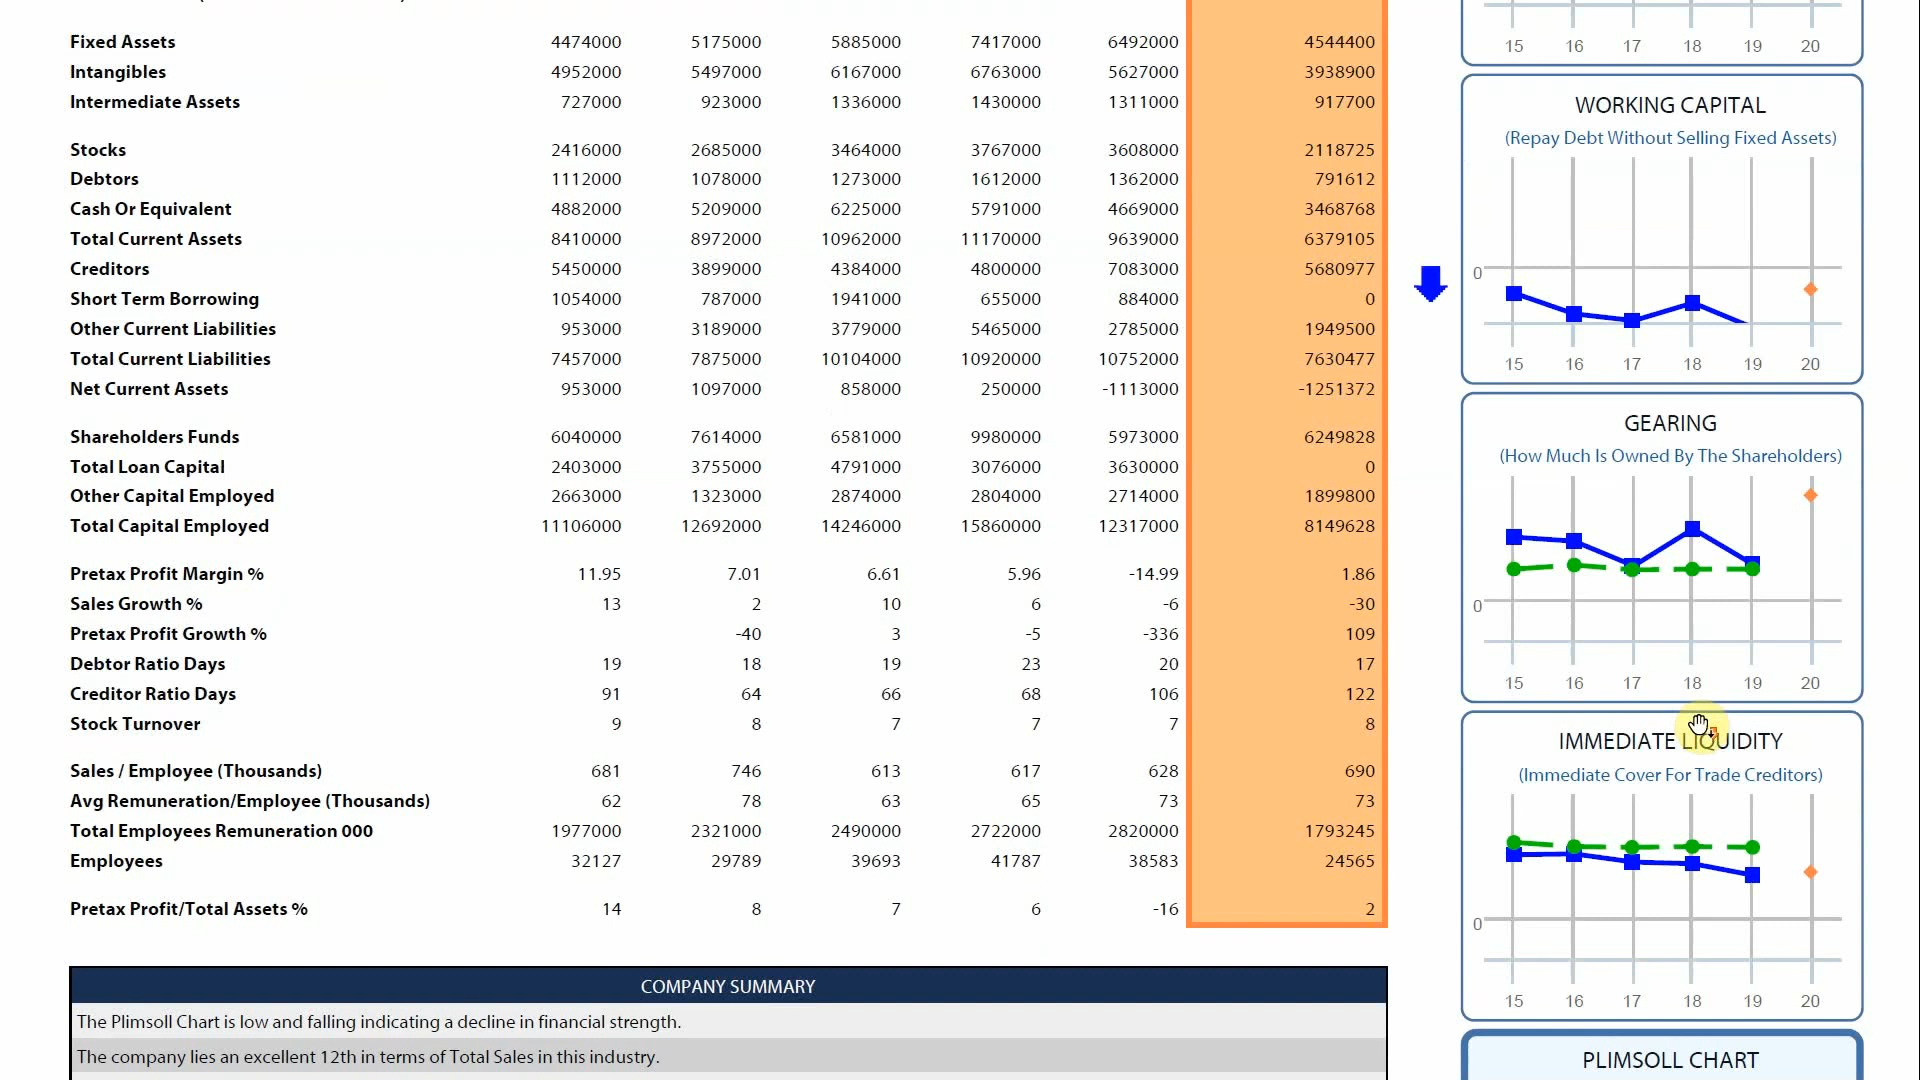 Fixed Assets 4474000 5175000 5885000 7417000 6492000 4544400
Intangibles 4952000 5497000 6167000 6763000 5627000 3938900
Intermediate Assets 727000 923000 1336000 1430000 1311000 917700
Stocks 2416000 2685000 3464000 3767000 3608000 2118725
Debtors 1112000 1078000 1273000 1612000 1362000 791612
Cash Or Equivalent 4882000 5209000 6225000 5791000 4669000 3468768
Total Current Assets 8410000 8972000 10962000 11170000 9639000 6379105
Creditors 5450000 3899000 4384000 4800000 7083000 5680977
Short Term Borrowing 1054000 787000 1941000 655000 884000 0
Other Current Liabilities 953000 3189000 3779000 5465000 2785000 1949500
Total Current Liabilities 7457000 7875000 10104000 10920000 10752000 7630477
Net Current Assets 953000 1097000 858000 250000 -1113000 -1251372
Shareholders Funds 6040000 7614000 6581000 9980000 5973000 6249828
Total Loan Capital 2403000 3755000 4791000 3076000 3630000 0
Other Capital Employed 2663000 1323000 2874000 2804000 2714000 1899800
Total Capital Employed 11106000 12692000 14246000 15860000 12317000 8149628
Pretax Profit Margin % 11.95 7.01 6.61 5.96 -14.99 1.86
Sales Growth % 13 2 10 6 -6 -30
Pretax Profit Growth % -40 3 -5 -336 109
Debtor Ratio Days 19 18 19 23 20 17
Creditor Ratio Days 91 64 66 68 106 122
Stock Turnover 9 8 7 7 7 8
Sales / Employee (Thousands) 681 746 613 617 628 690
Avg Remuneration/Employee (Thousands) 62 78 63 65 73 73
Total Employees Remuneration 000 1977000 2321000 2490000 2722000 2820000 1793245
Employees 32127 29789 39693 41787 38583 24565
Pretax Profit/Total Assets % 14 8 7 6 -16 2
COMPANY SUMMARY
The Plimsoll Chart is low and falling indicating a decline in financial strength.
The company lies an excellent 12th in terms of Total Sales in this industry.
15 16 17 18 19 20
WORKING CAPITAL
(Repay Debt Without Selling Fixed Assets)
0
15 16 17 18 19 20
GEARING
(How Much Is Owned By The Shareholders)
0
15 16 17 18 19 20
IMMEDIATE LIQUIDITY
(Immediate Cover For Trade Creditors)
0
15 16 17 18 19 20
PLIMSOLL CHART